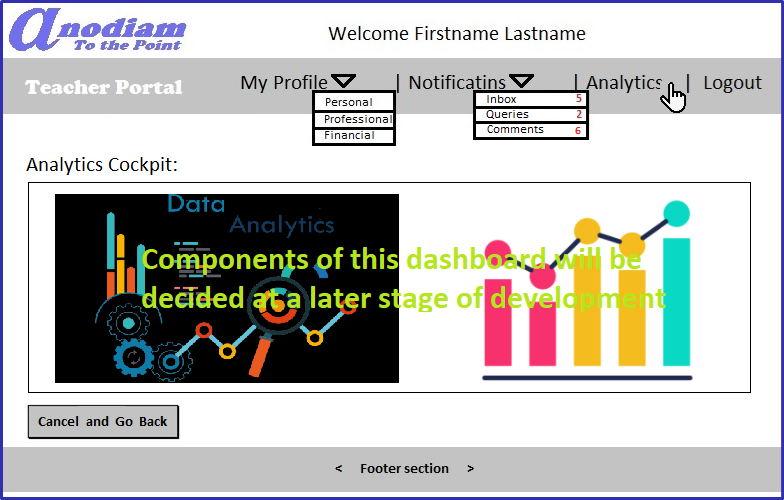 Anodiam
To the Point
Welcome Firstname Lastname
Teacher Portal
My Profile | Notificatins | Analytics | Logout
Personal
Professional
Financial
Inbox 5
Queries 2
Comments 6
Analytics Cockpit:
Data
Analytics
Components of this dashboard will be
decided at a later stage of development
Cancel and Go Back
< Footer section >